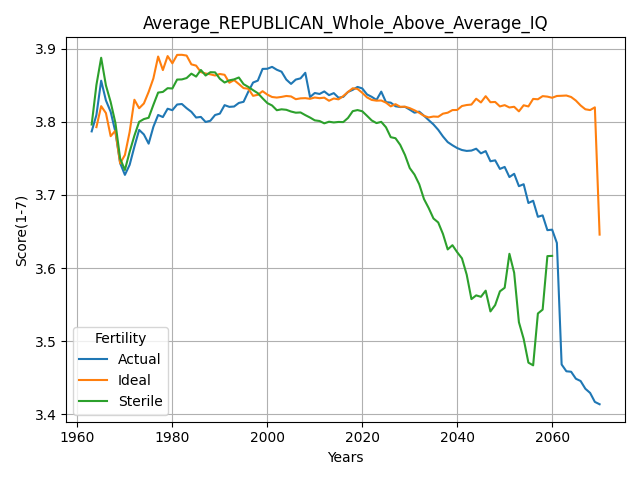 Average_REPUBLICAN_Whole_Above_Average_IQ
Score(1-7)
3.9
3.8
3.7
3.6
3.5
3.4
Fertility
Actual
Ideal
Sterile
1960 1980 2000 2020 2040 2060
Years